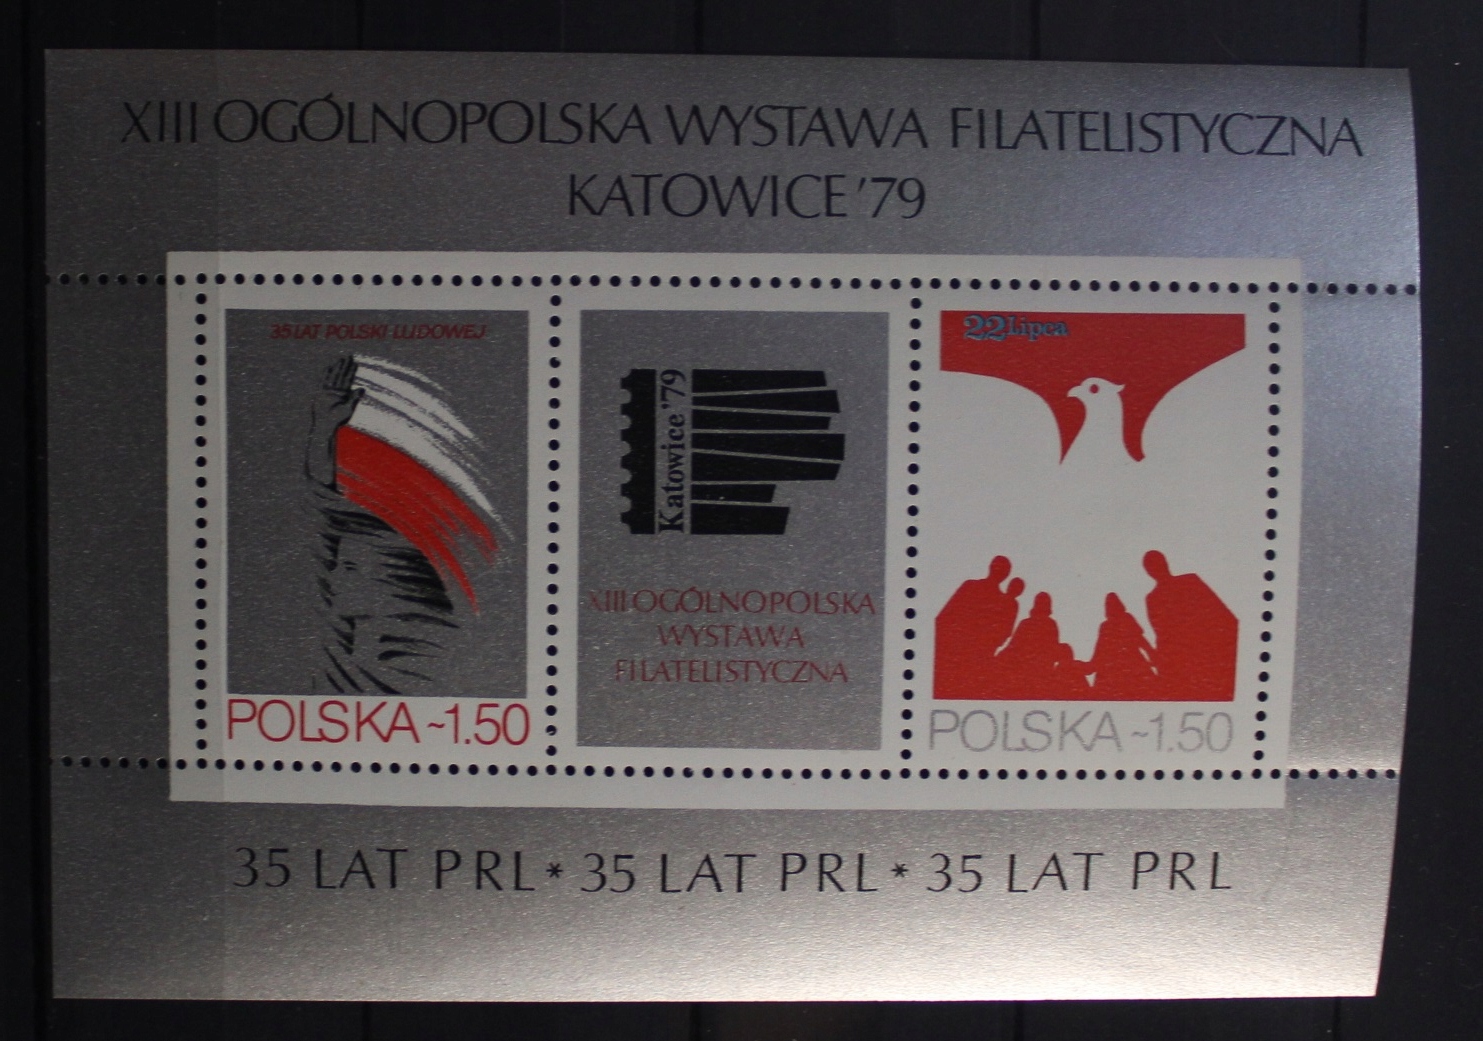 XIII OGÓLNOPOLSKA WYSTAWA FILATELISTYCZNA
KATOWICE '79
35 LAT POLSKI LUDOWEJ
POLSKA ~1.50
Katowice '79
XIII OGÓLNOPOLSKA
WYSTAWA
FILATELISTYCZNA
22 Lipca
POLSKA ~1.50
35 LAT PRL * 35 LAT PRL * 35 LAT PRL